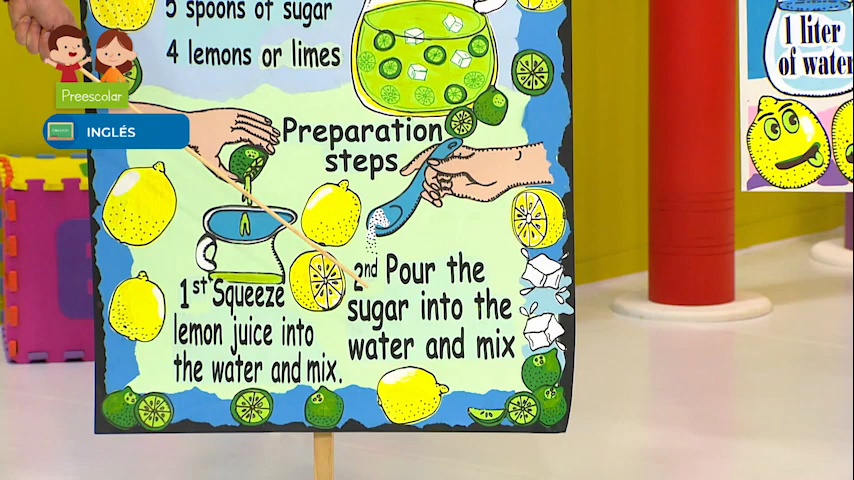 5 spoons of sugar
4 lemons or limes
Preescolar
INGLÉS
Preparation
steps
1st Squeeze
lemon juice into
the water and mix.
2nd Pour the
sugar into the
water and mix
1 liter
of water